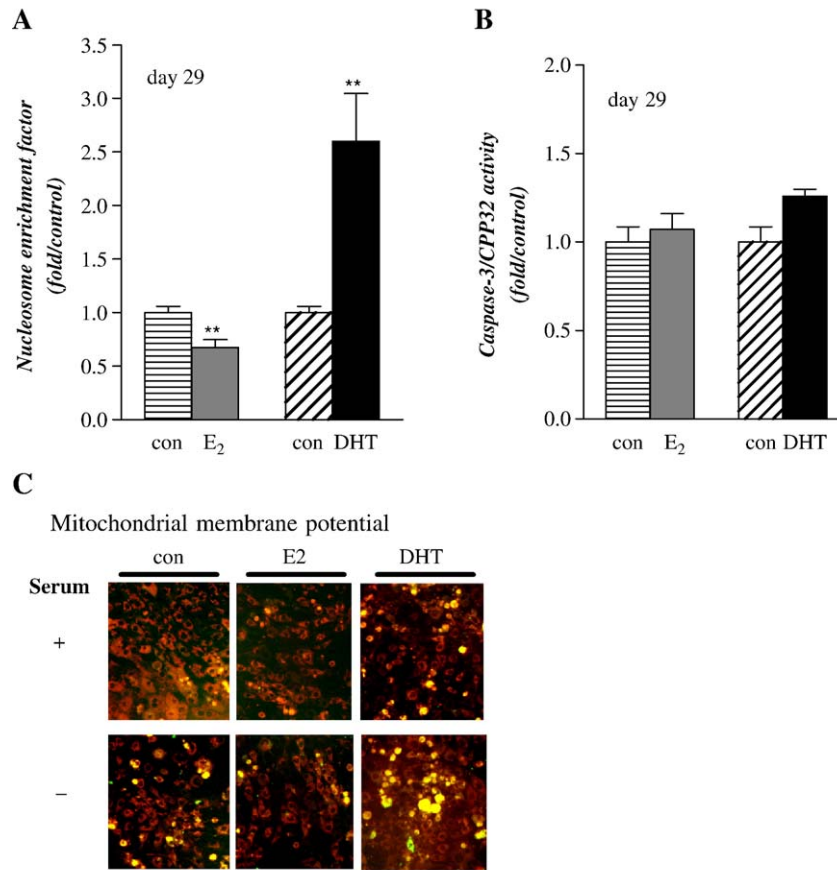 A
Nucleosome enrichment factor
(fold/control)
3.5
3.0
2.5
2.0
1.5
1.0
0.5
0.0
day 29
**
**
con E₂ con DHT
B
Caspase-3/CPP32 activity
(fold/control)
2.0
1.5
1.0
0.5
0.0
day 29
con E₂ con DHT
C
Mitochondrial membrane potential
con E2 DHT
Serum
+
−